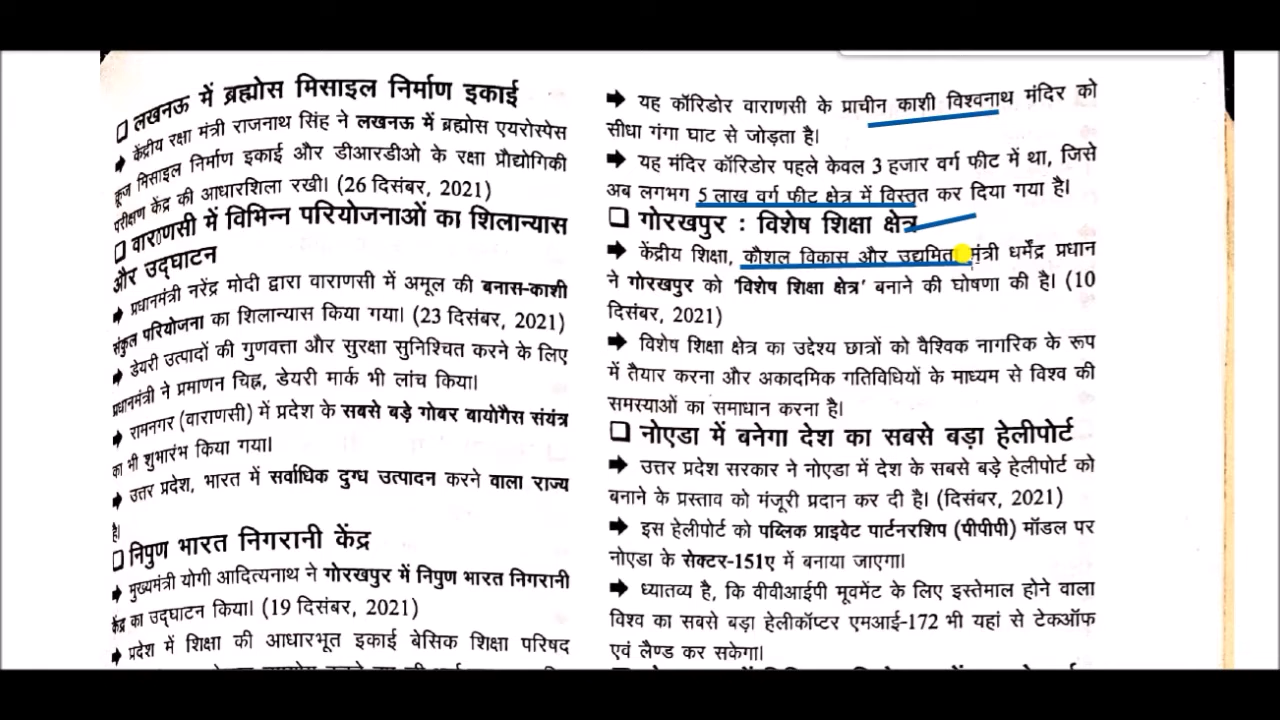 ❑ लखनऊ में ब्रह्मोस मिसाइल निर्माण इकाई
➜ केंद्रीय रक्षा मंत्री राजनाथ सिंह ने लखनऊ में ब्रह्मोस एयरोस्पेस
क्रूज मिसाइल निर्माण इकाई और डीआरडीओ के रक्षा प्रौद्योगिकी
परीक्षण केंद्र की आधारशिला रखी। (26 दिसंबर, 2021)
❑ वाराणसी में विभिन्न परियोजनाओं का शिलान्यास
और उद्घाटन
➜ प्रधानमंत्री नरेंद्र मोदी द्वारा वाराणसी में अमूल की बनास-काशी
संकुल परियोजना का शिलान्यास किया गया। (23 दिसंबर, 2021)
➜ डेयरी उत्पादों की गुणवत्ता और सुरक्षा सुनिश्चित करने के लिए
प्रधानमंत्री ने प्रमाणन चिह्न, डेयरी मार्क भी लांच किया।
➜ रामनगर (वाराणसी) में प्रदेश के सबसे बड़े गोबर बायोगैस संयंत्र
का भी शुभारंभ किया गया।
➜ उत्तर प्रदेश, भारत में सर्वाधिक दुग्ध उत्पादन करने वाला राज्य
है।
❑ निपुण भारत निगरानी केंद्र
➜ मुख्यमंत्री योगी आदित्यनाथ ने गोरखपुर में निपुण भारत निगरानी
केंद्र का उद्घाटन किया। (19 दिसंबर, 2021)
➜ प्रदेश में शिक्षा की आधारभूत इकाई बेसिक शिक्षा परिषद
➜ यह कॉरिडोर वाराणसी के प्राचीन काशी विश्वनाथ मंदिर को
सीधा गंगा घाट से जोड़ता है।
➜ यह मंदिर कॉरिडोर पहले केवल 3 हजार वर्ग फीट में था, जिसे
अब लगभग 5 लाख वर्ग फीट क्षेत्र में विस्तृत कर दिया गया है।
❑ गोरखपुर : विशेष शिक्षा क्षेत्र
➜ केंद्रीय शिक्षा, कौशल विकास और उद्यमिता मंत्री धर्मेंद्र प्रधान
ने गोरखपुर को 'विशेष शिक्षा क्षेत्र' बनाने की घोषणा की है। (10
दिसंबर, 2021)
➜ विशेष शिक्षा क्षेत्र का उद्देश्य छात्रों को वैश्विक नागरिक के रूप
में तैयार करना और अकादमिक गतिविधियों के माध्यम से विश्व की
समस्याओं का समाधान करना है।
❑ नोएडा में बनेगा देश का सबसे बड़ा हेलीपोर्ट
➜ उत्तर प्रदेश सरकार ने नोएडा में देश के सबसे बड़े हेलीपोर्ट को
बनाने के प्रस्ताव को मंजूरी प्रदान कर दी है। (दिसंबर, 2021)
➜ इस हेलीपोर्ट को पब्लिक प्राइवेट पार्टनरशिप (पीपीपी) मॉडल पर
नोएडा के सेक्टर-151ए में बनाया जाएगा।
➜ ध्यातव्य है, कि वीवीआईपी मूवमेंट के लिए इस्तेमाल होने वाला
विश्व का सबसे बड़ा हेलीकॉप्टर एमआई-172 भी यहां से टेकऑफ
एवं लैण्ड कर सकेगा।